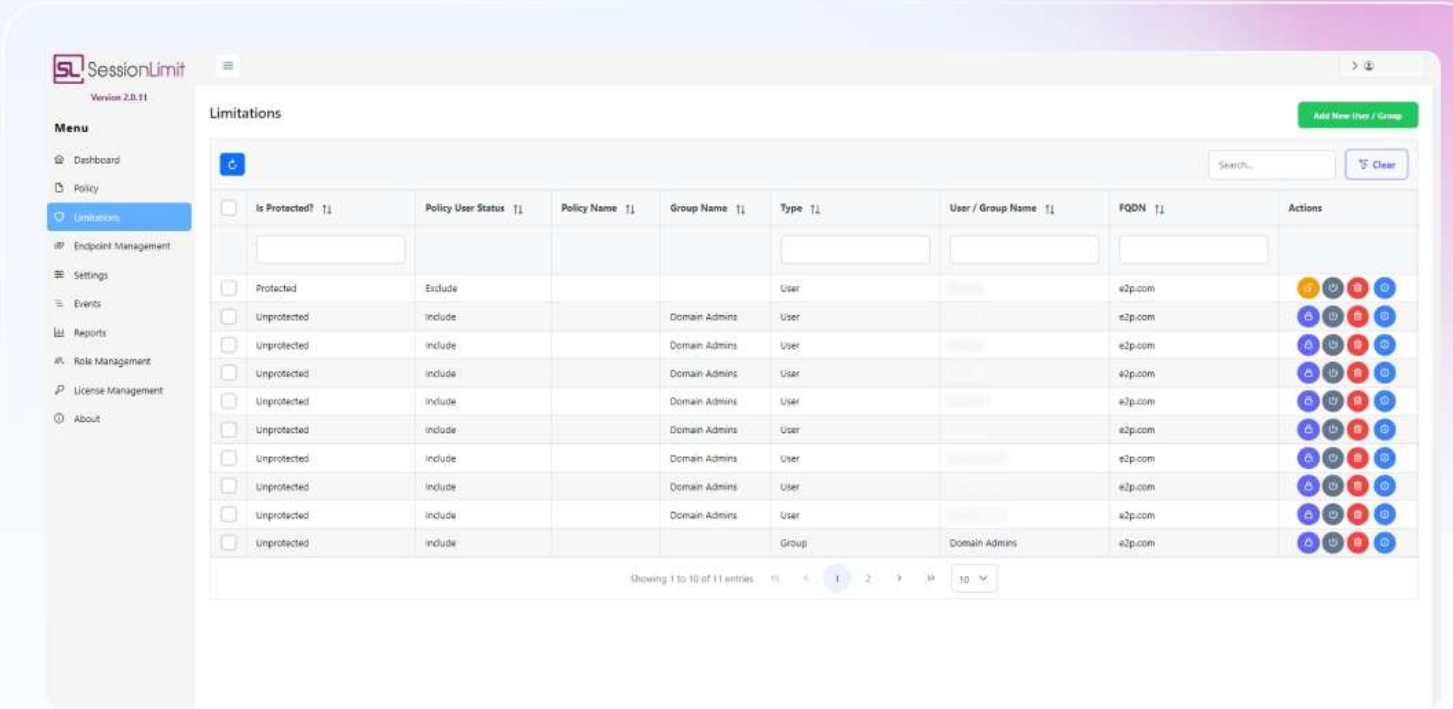 SL SessionLimit
Version 2.0.11
Menu
Dashboard
Policy
Limitations
Endpoint Management
Settings
Events
Reports
Role Management
License Management
About
Limitations
Add New User / Group
Search...
Clear
Is Protected? Policy User Status Policy Name Group Name Type User / Group Name FQDN Actions
Protected Exclude User e2p.com
Unprotected Include Domain Admins User e2p.com
Unprotected Include Domain Admins User e2p.com
Unprotected Include Domain Admins User e2p.com
Unprotected Include Domain Admins User e2p.com
Unprotected Include Domain Admins User e2p.com
Unprotected Include Domain Admins User e2p.com
Unprotected Include Domain Admins User e2p.com
Unprotected Include Domain Admins User e2p.com
Unprotected Include Group Domain Admins e2p.com
Showing 1 to 10 of 11 entries << < 1 2 > >> 10